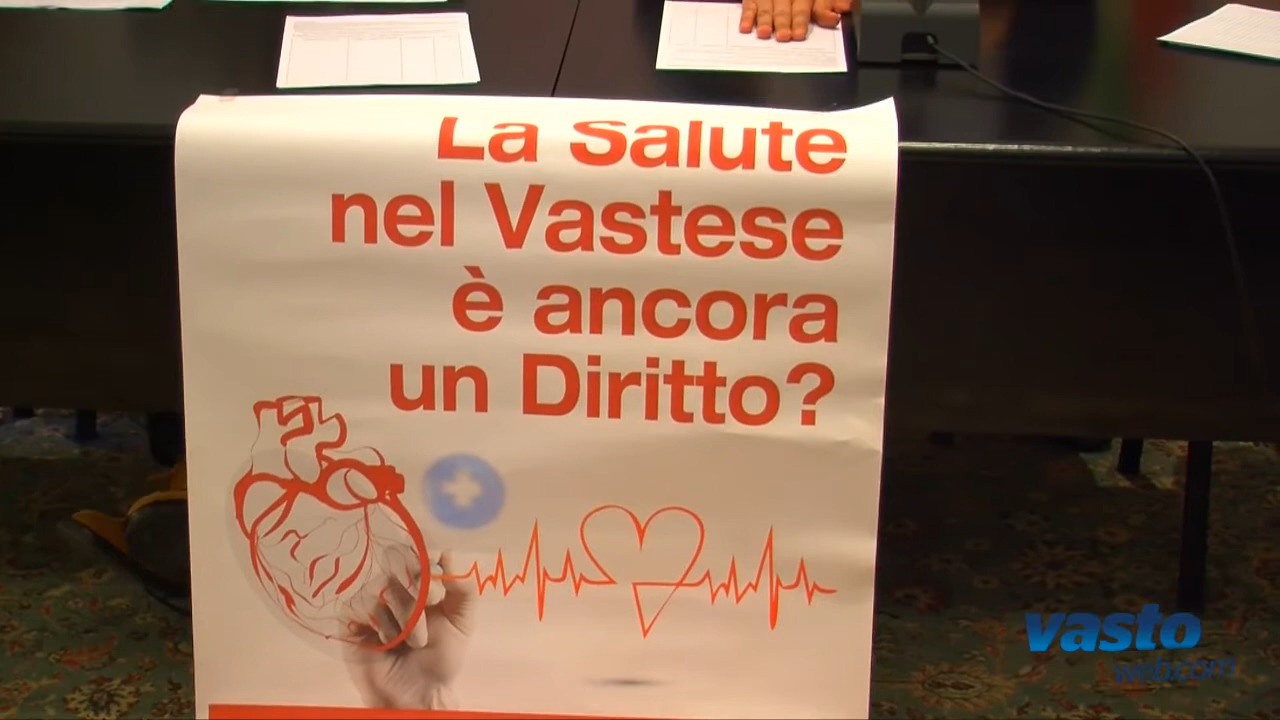 La Salute
nel Vastese
è ancora
un Diritto?
vasto
web.com